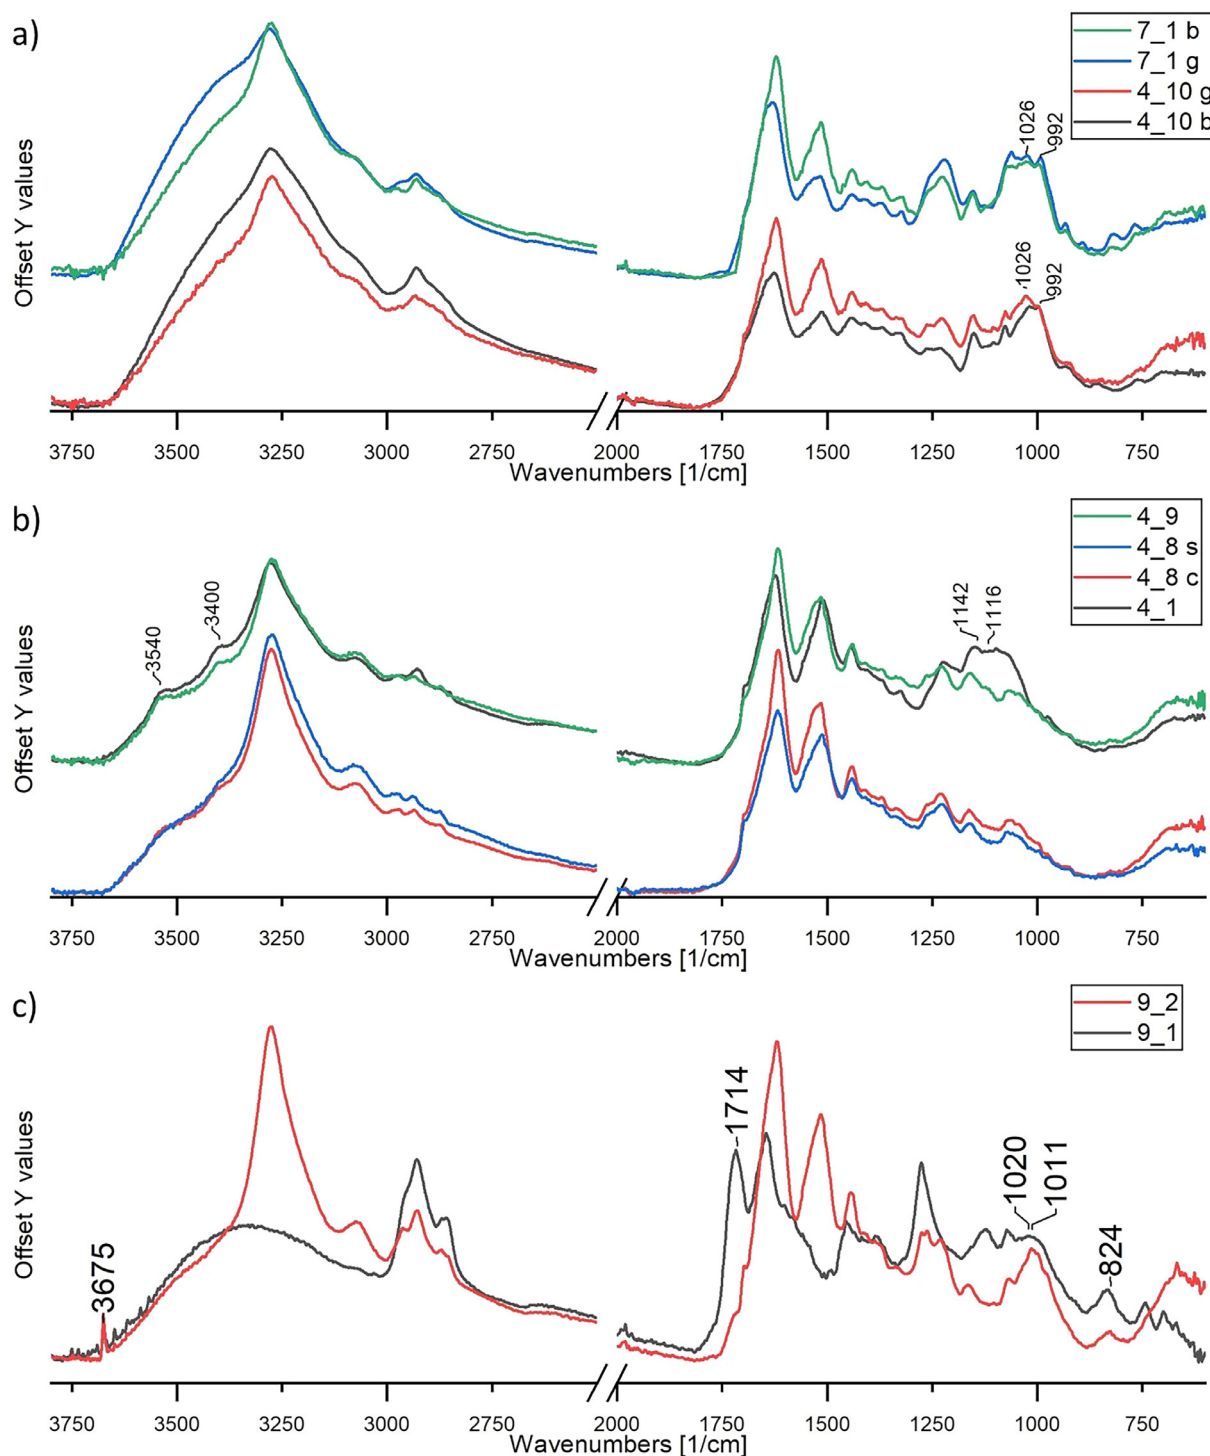 a)
7_1 b
7_1 g
4_10 g
4_10 b
1026
992
1026
992
Offset Y values
3750 3500 3250 3000 2750 2000 1750 1500 1250 1000 750
Wavenumbers [1/cm]
b)
4_9
4_8 s
4_8 c
4_1
3540
3400
1142
1116
Offset Y values
3750 3500 3250 3000 2750 2000 1750 1500 1250 1000 750
Wavenumbers [1/cm]
c)
9_2
9_1
1714
1020
1011
824
3675
Offset Y values
3750 3500 3250 3000 2750 2000 1750 1500 1250 1000 750
Wavenumbers [1/cm]